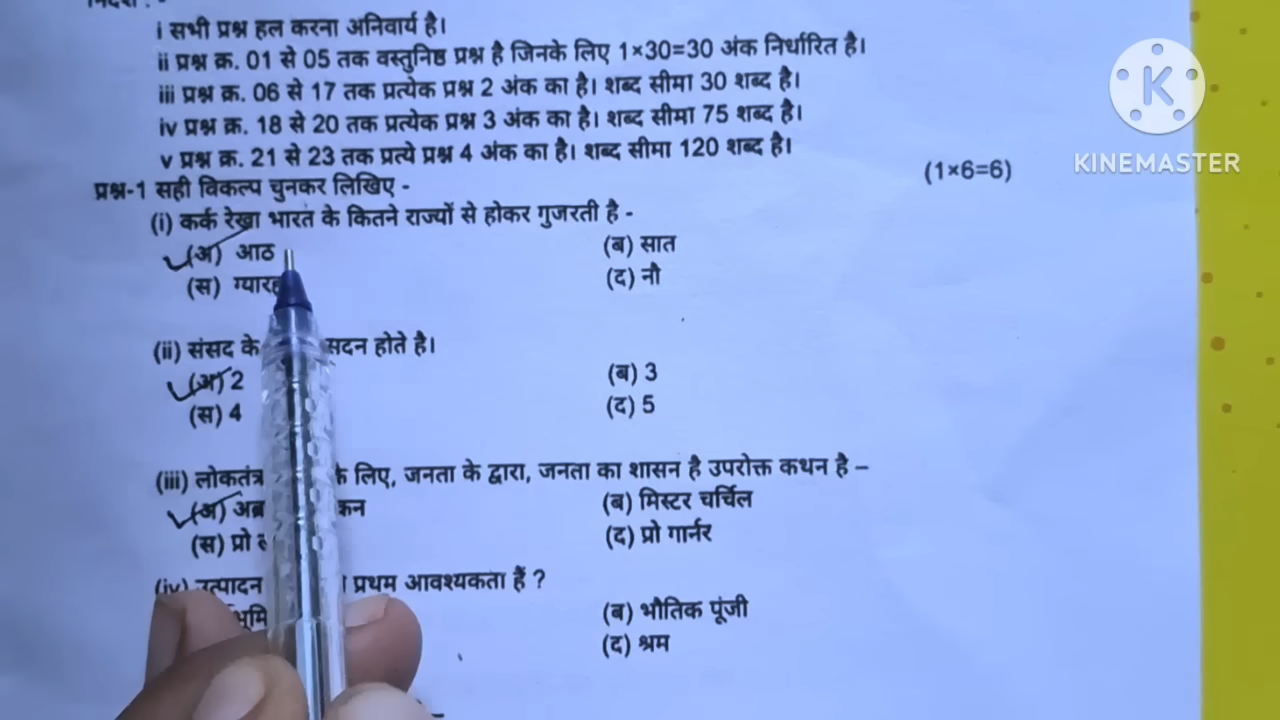 i सभी प्रश्न हल करना अनिवार्य है।
ii प्रश्न क्र. 01 से 05 तक वस्तुनिष्ठ प्रश्न है जिनके लिए 1×30=30 अंक निर्धारित है।
iii प्रश्न क्र. 06 से 17 तक प्रत्येक प्रश्न 2 अंक का है। शब्द सीमा 30 शब्द है।
iv प्रश्न क्र. 18 से 20 तक प्रत्येक प्रश्न 3 अंक का है। शब्द सीमा 75 शब्द है।
v प्रश्न क्र. 21 से 23 तक प्रत्ये प्रश्न 4 अंक का है। शब्द सीमा 120 शब्द है।
KINEMASTER
प्रश्न-1 सही विकल्प चुनकर लिखिए - (1×6=6)
(i) कर्क रेखा भारत के कितने राज्यों से होकर गुजरती है -
(अ) आठ (ब) सात
(स) (द) नौ
(ii) संसद के सदन होते है।
(अ) 2 (ब) 3
(स) 4 (द) 5
(iii) लोकतंत्र लिए, जनता के द्वारा, जनता का शासन है उपरोक्त कथन है –
(अ) (ब) मिस्टर चर्चिल
(स) प्रो (द) प्रो गार्नर
(iv) उत्पादन प्रथम आवश्यकता हैं ?
(ब) भौतिक पूंजी
(द) श्रम